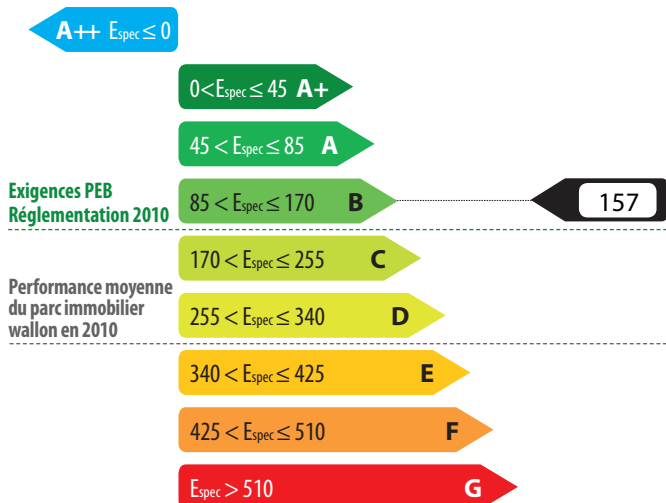 A++ Espec ≤ 0
0<Espec ≤ 45 A+
45 < Espec ≤ 85 A
Exigences PEB
Réglementation 2010
85 < Espec ≤ 170 B
157
170 < Espec ≤ 255 C
Performance moyenne
du parc immobilier
wallon en 2010
255 < Espec ≤ 340 D
340 < Espec ≤ 425 E
425 < Espec ≤ 510 F
Espec > 510 G